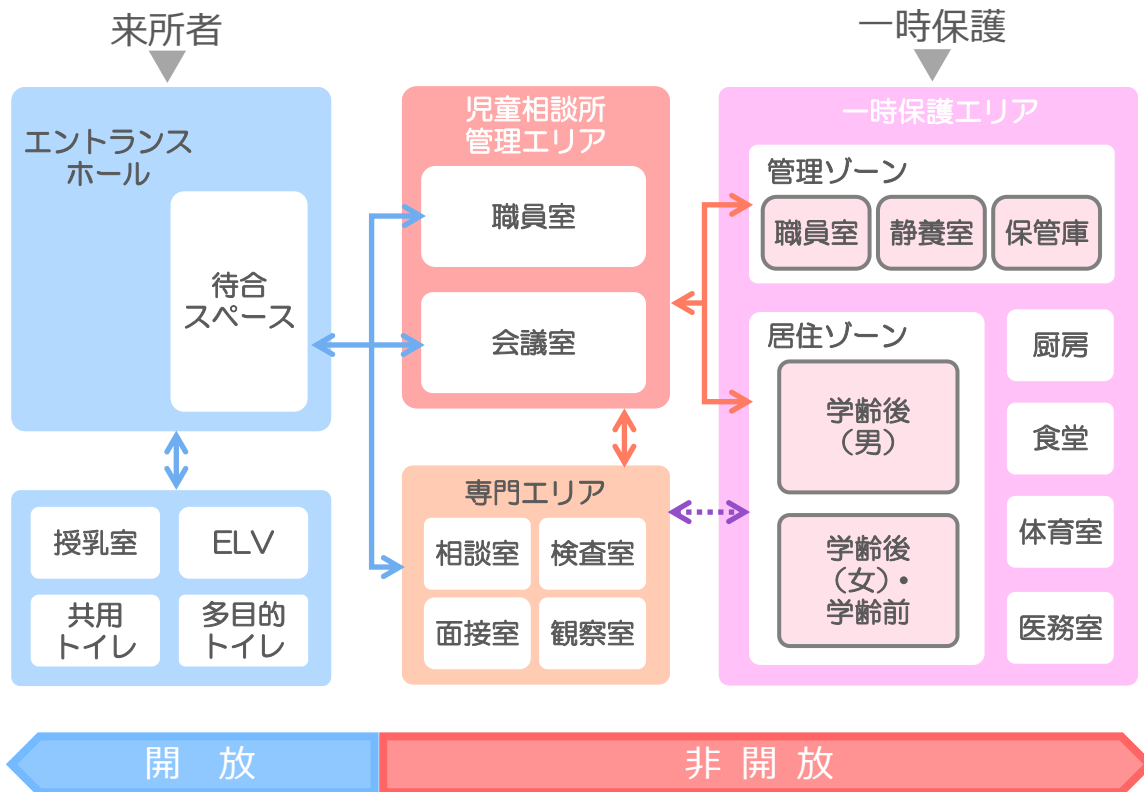 来所者
一時保護
エントランス
ホール
待合
スペース
授乳室
ELV
共用
トイレ
多目的
トイレ
児童相談所
管理エリア
職員室
会議室
専門エリア
相談室
検査室
面接室
観察室
一時保護エリア
管理ゾーン
職員室
静養室
保管庫
居住ゾーン
学齢後
（男）
学齢後
（女）・
学齢前
厨房
食堂
体育室
医務室
開 放
非 開 放